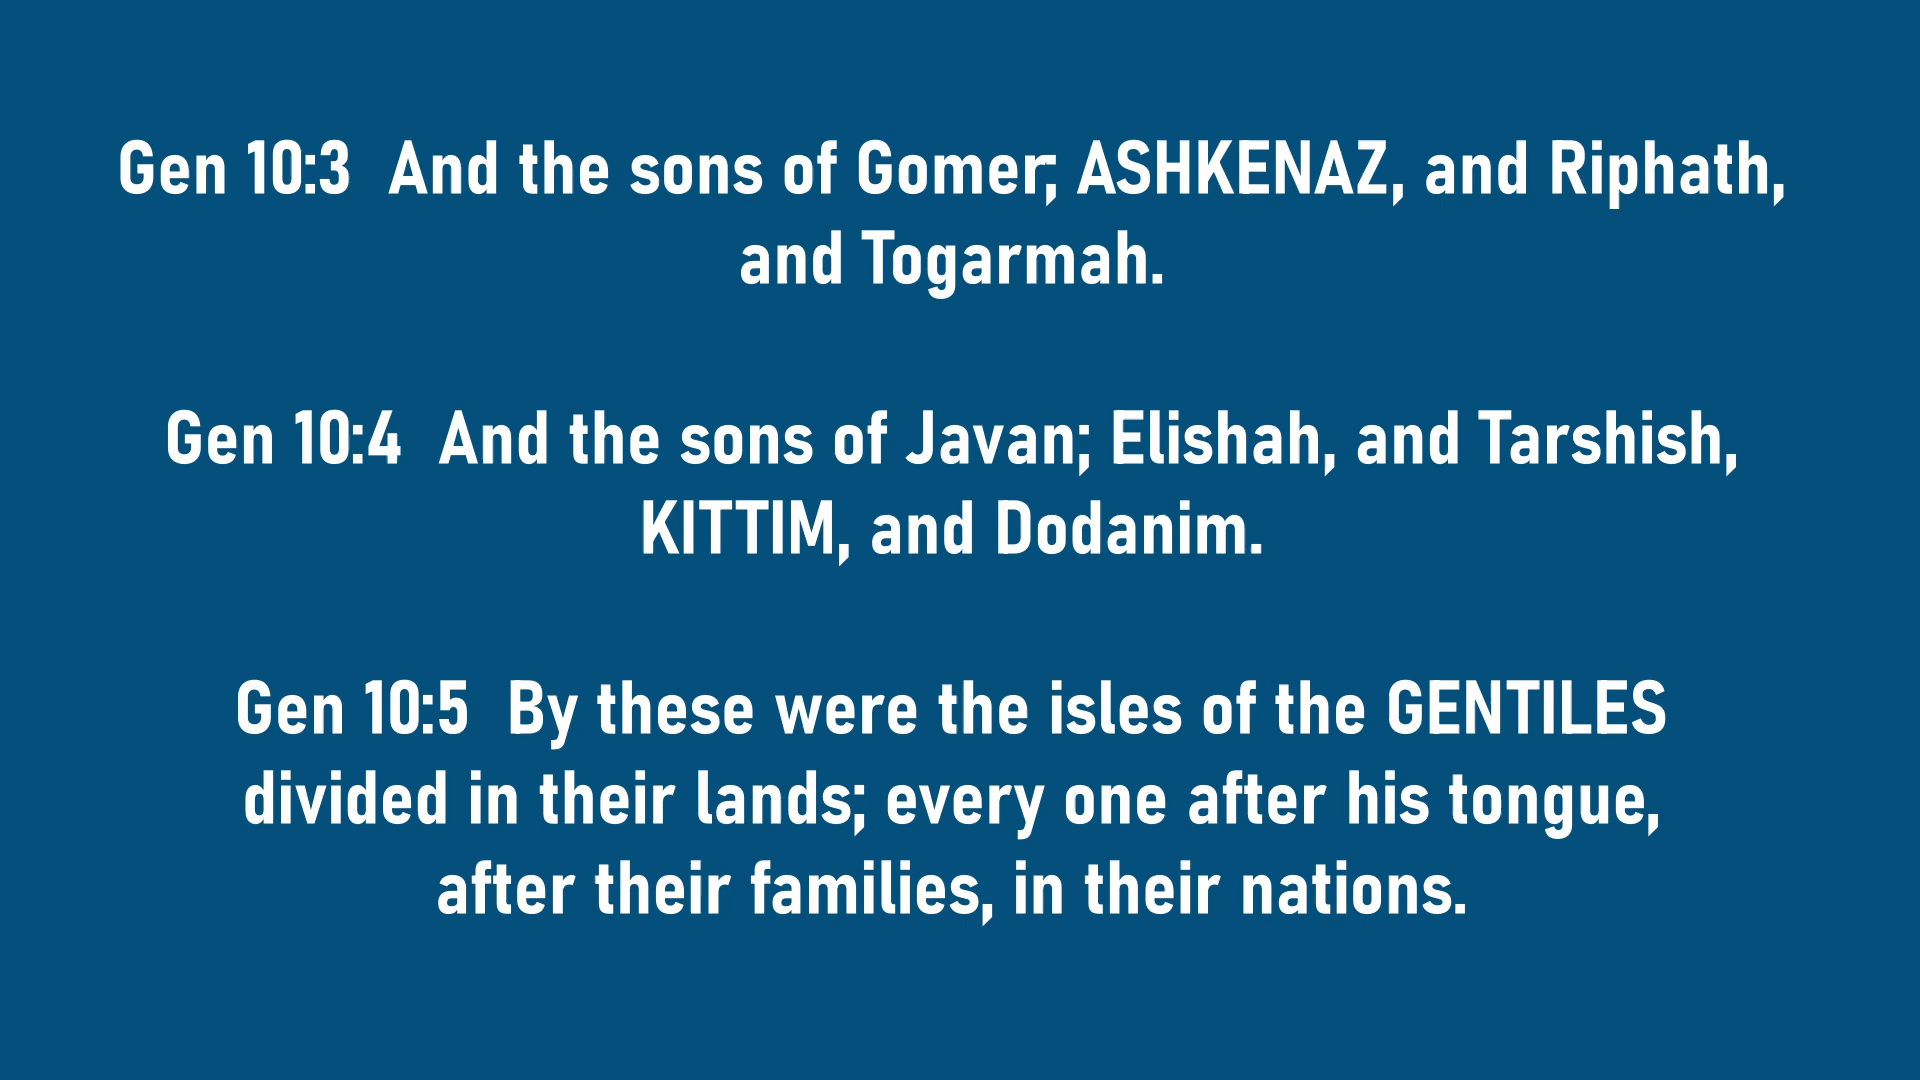 Gen 10:3  And the sons of Gomer; ASHKENAZ, and Riphath,
and Togarmah.
Gen 10:4  And the sons of Javan; Elishah, and Tarshish,
KITTIM, and Dodanim.
Gen 10:5  By these were the isles of the GENTILES
divided in their lands; every one after his tongue,
after their families, in their nations.